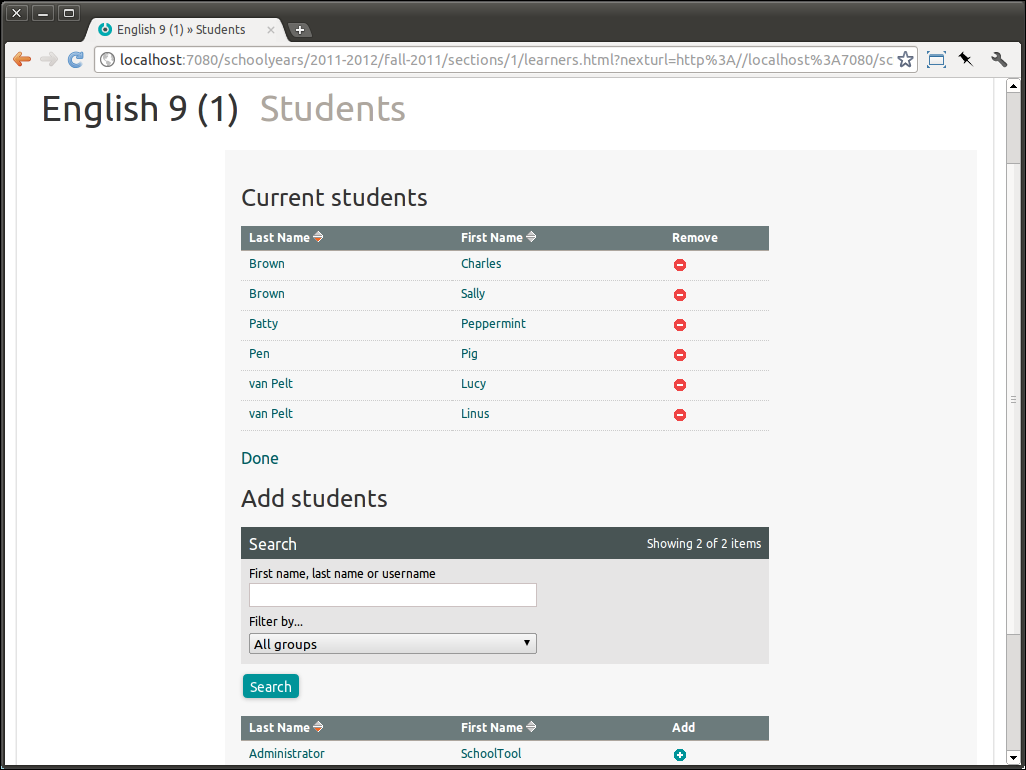 English 9 (1) » Students
localhost:7080/schoolyears/2011-2012/fall-2011/sections/1/learners.html?nexturl=http%3A//localhost%3A7080/sc
English 9 (1) Students
Current students
Last Name First Name Remove
Brown Charles
Brown Sally
Patty Peppermint
Pen Pig
van Pelt Lucy
van Pelt Linus
Done
Add students
Search Showing 2 of 2 items
First name, last name or username
Filter by...
All groups
Search
Last Name First Name Add
Administrator SchoolTool